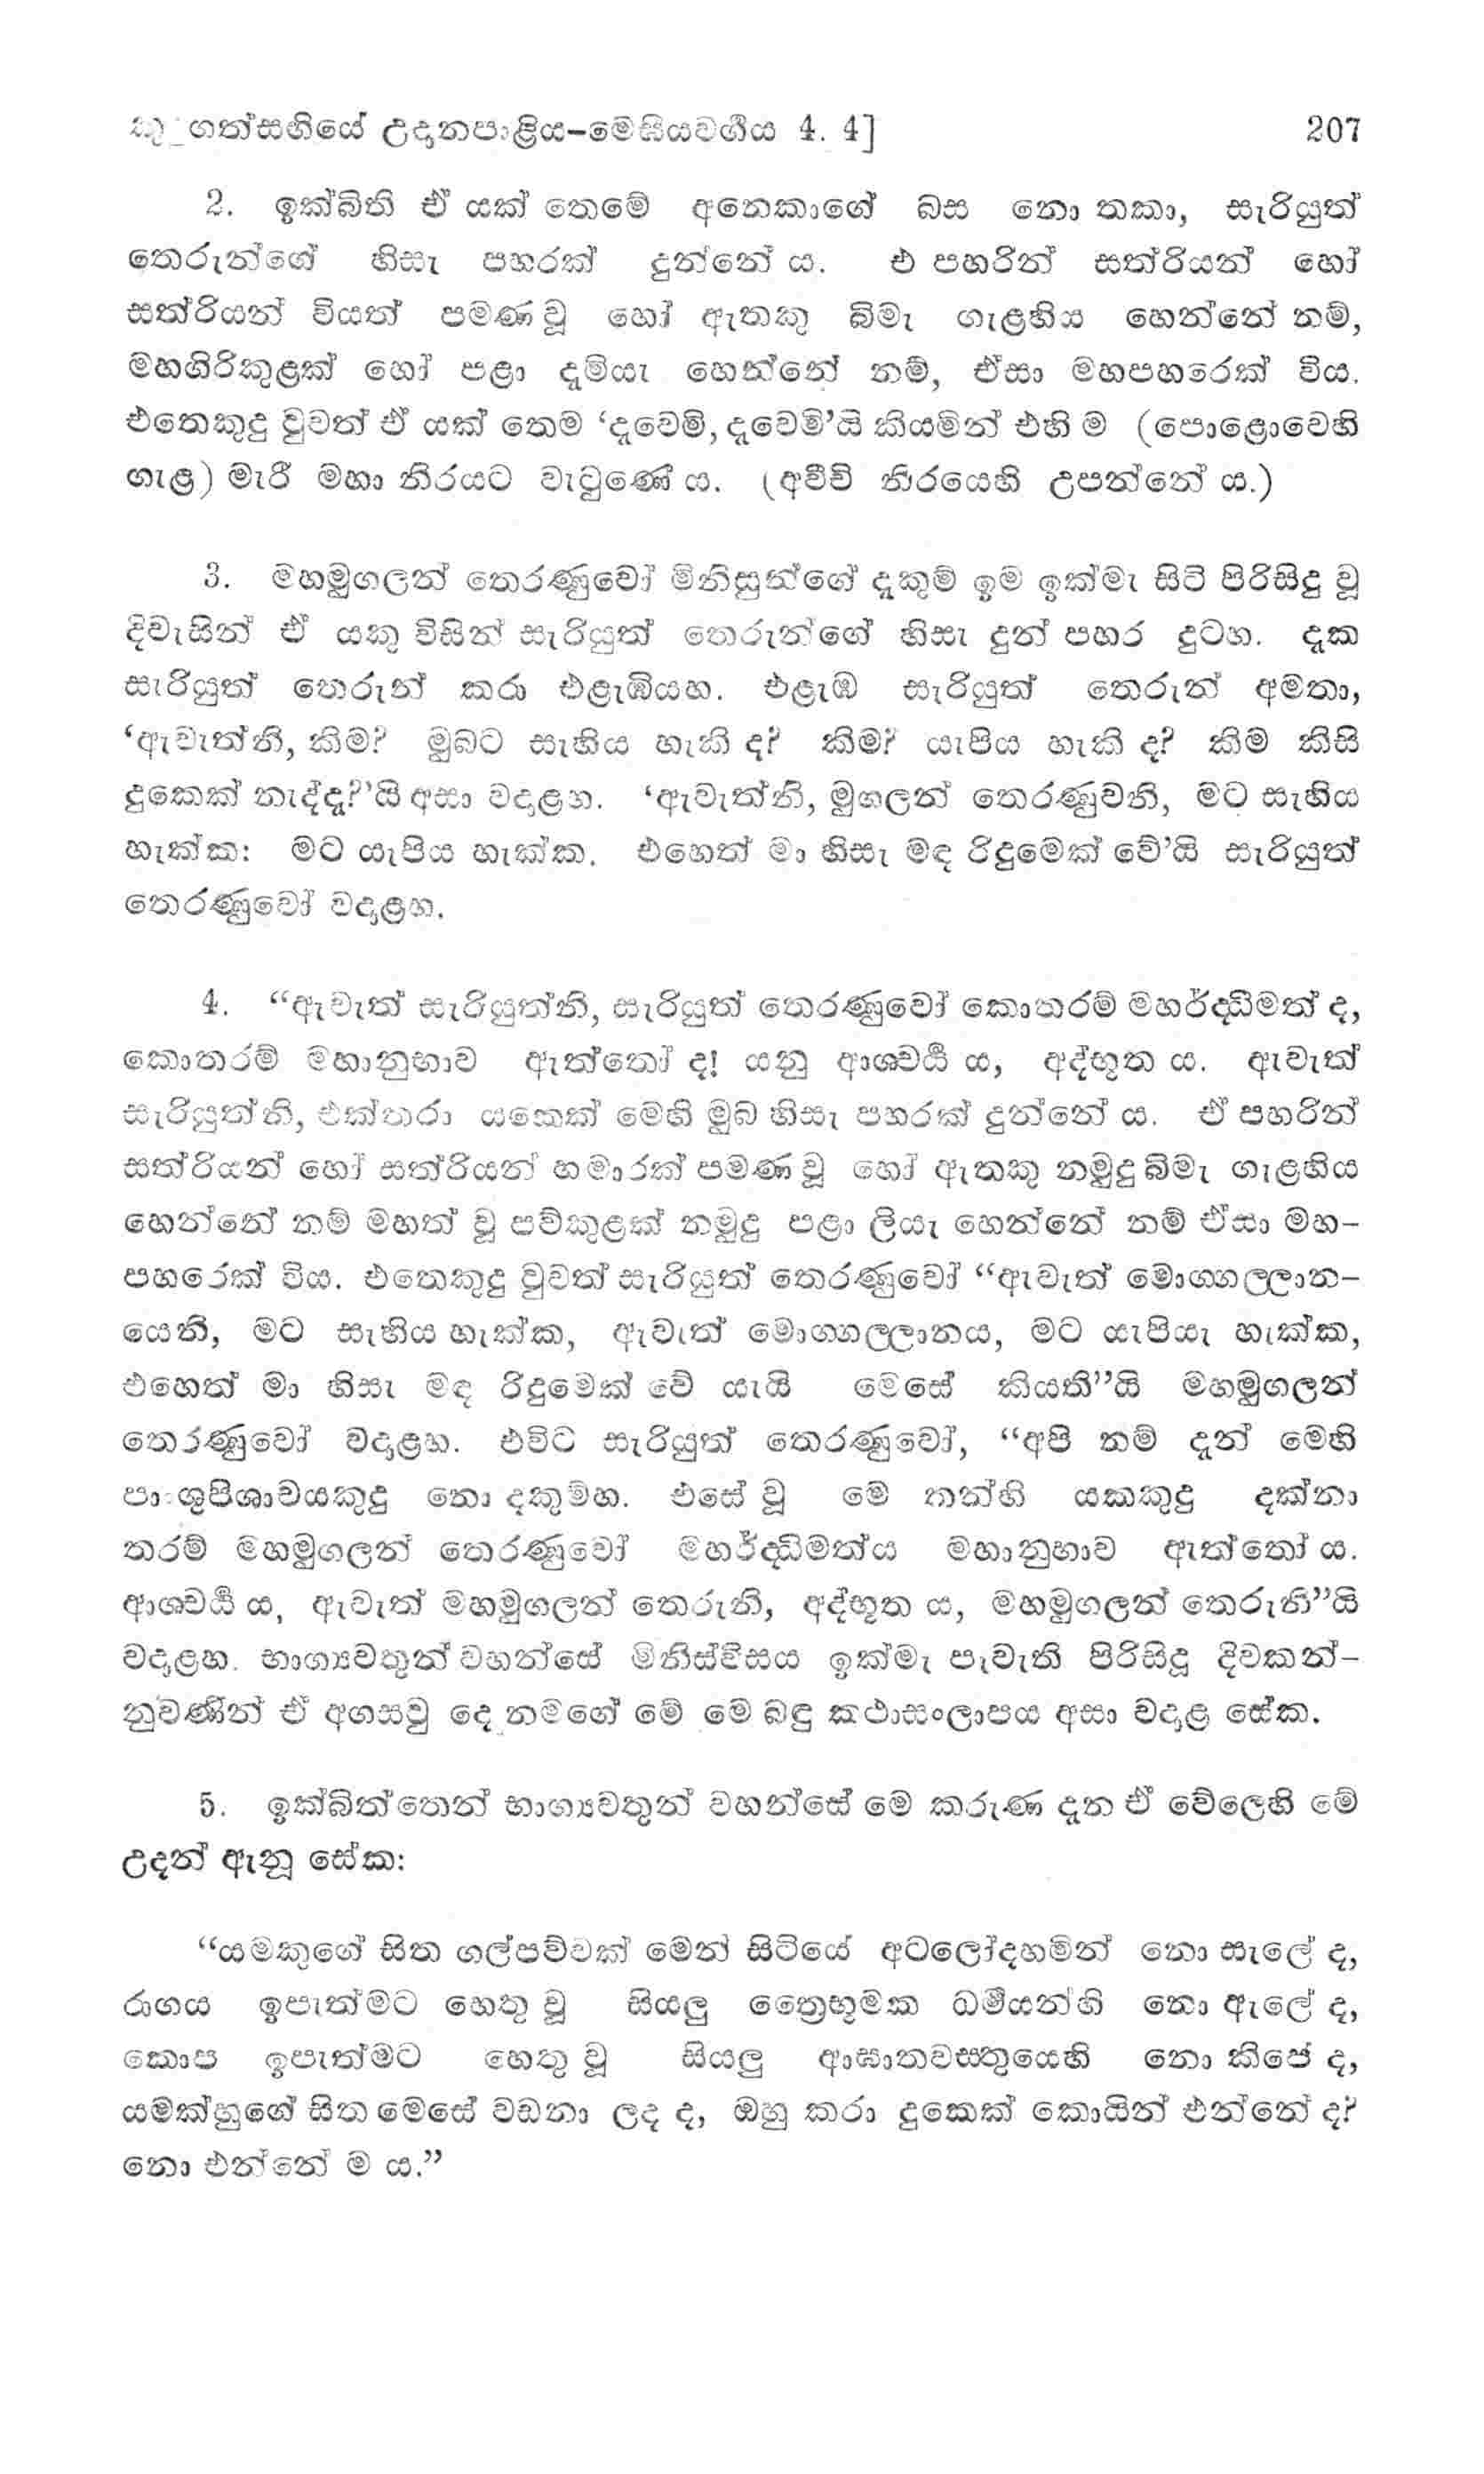 ගත්සඟියේ උදානපාළිය-මෙඝියවර්ගය 4. 4] 207
2. ඉක්බිති ඒ යක් තෙමේ අනෙකාගේ බස නො තකා, සැරියුත්
තෙරුන්ගේ හිසැ පහරක් දුන්නේ ය. එ පහරින් සත්රියන් හෝ
සත්රියන් වියත් පමණ වූ හෝ ඇතකු බිමැ ගැළහිය හෙන්නේ නම්,
මහගිරිකුළක් හෝ පළා දැමියැ හෙන්නේ නම්, ඒසා මහපහරෙක් විය.
එතෙකුදු වුවත් ඒ යක් තෙම ‘දැවෙමි, දැවෙමි’යි කියමින් එහි ම (පොළොවෙහි
ගැළ) මැරී මහා නිරයට වැටුණේ ය. (අවීචි නිරයෙහි උපන්නේ ය.)
3. මහමුගලන් තෙරණුවෝ මිනිසුන්ගේ දැකුම් ඉම ඉක්මැ සිටි පිරිසිදු වූ
දිවැසින් ඒ යකු විසින් සැරියුත් තෙරුන්ගේ හිසැ දුන් පහර දුටහ. දැක
සැරියුත් තෙරුන් කරා එළැඹියහ. එළැඹ සැරියුත් තෙරුන් අමතා,
‘ඇවැත්නි, කිම? මුබට සැහිය හැකි ද? කිම? යැපිය හැකි ද? කිම කිසි
දුකෙක් නැද්දැ?’යි අසා වදාළහ. ‘ඇවැත්නි, මුගලන් තෙරණුවනි, මට සැහිය
හැක්ක: මට යැපිය හැක්ක. එහෙත් මා හිසැ මඳ රිදුමෙක් වේ’යි සැරියුත්
තෙරණුවෝ වදාළහ.
4. “ඇවැත් සැරියුත්නි, සැරියුත් තෙරණුවෝ කොතරම් මහර්ද්ධිමත් ද,
කොතරම් මහානුභාව ඇත්තෝ ද! යනු ආශ්චර්ය ය, අද්භූත ය. ඇවැත්
සැරියුත්නි, එක්තරා යකෙක් මෙහි මුබ හිසැ පහරක් දුන්නේ ය. ඒ පහරින්
සත්රියන් හෝ සත්රියන් හමාරක් පමණ වූ හෝ ඇතකු නමුදු බිමැ ගැළහිය
හෙන්නේ නම් මහත් වූ පව්කුළක් නමුදු පළා ලියැ හෙන්නේ නම් ඒසා මහ-
පහරෙක් විය. එතෙකුදු වුවත් සැරියුත් තෙරණුවෝ “ඇවැත් මොග්ගල්ලාන-
යෙනි, මට සැහිය හැක්ක, ඇවැත් මොග්ගල්ලානය, මට යැපියැ හැක්ක,
එහෙත් මා හිසැ මඳ රිදුමෙක් වේ යැයි මෙසේ කියති”යි මහමුගලන්
තෙරණුවෝ වදාළහ. එවිට සැරියුත් තෙරණුවෝ, “අපි නම් දැන් මෙහි
පාංශුපිශාචයකුදු නො දකුම්හ. එසේ වූ මේ තන්හි යකකුදු දක්නා
තරම් මහමුගලන් තෙරණුවෝ මහර්ද්ධිමත්ය මහානුභාව ඇත්තෝ ය.
ආශ්චර්ය ය, ඇවැත් මහමුගලන් තෙරුනි, අද්භූත ය, මහමුගලන් තෙරුනි”යි
වදාළහ. භාග්‍යවතුන් වහන්සේ මිනිස්විසය ඉක්මැ පැවැති පිරිසිදු දිවකන්-
නුවණින් ඒ අගසවු දෙ නමගේ මේ මෙ බඳු කථාසංලාපය අසා වදාළ සේක.
5. ඉක්බිත්තෙන් භාග්‍යවතුන් වහන්සේ මෙ කරුණ දැන ඒ වේලෙහි මේ
උදන් ඇනූ සේක:
“යමකුගේ සිත ගල්පව්වක් මෙන් සිටියේ අටලෝදහමින් නො සැලේ ද,
රාගය ඉපැත්මට හෙතු වූ සියලු ත්‍රෛභූමක ධර්මයන්හි නො ඇලේ ද,
කොප ඉපැත්මට හෙතු වූ සියලු ආඝාතවස්තුයෙහි නො කිපේ ද,
යමක්හුගේ සිත මෙසේ වඩනා ලද ද, ඔහු කරා දුකෙක් කොයින් එන්නේ ද?
නො එන්නේ ම ය.”